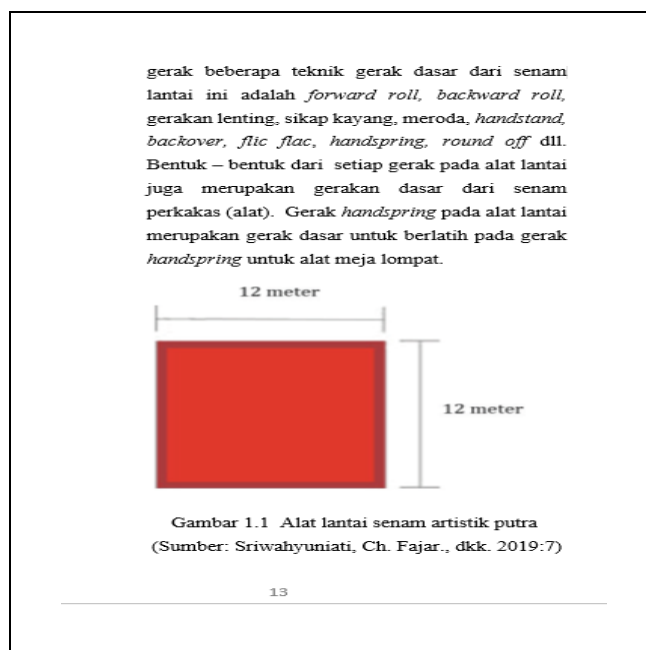 gerak beberapa teknik gerak dasar dari senam
lantai ini adalah forward roll, backward roll,
gerakan lenting, sikap kayang, meroda, handstand,
backover, flic flac, handspring, round off dll.
Bentuk – bentuk dari setiap gerak pada alat lantai
juga merupakan gerakan dasar dari senam
perkakas (alat). Gerak handspring pada alat lantai
merupakan gerak dasar untuk berlatih pada gerak
handspring untuk alat meja lompat.
12 meter
12 meter
Gambar 1.1 Alat lantai senam artistik putra
(Sumber: Sriwahyuniati, Ch. Fajar., dkk. 2019:7)
13